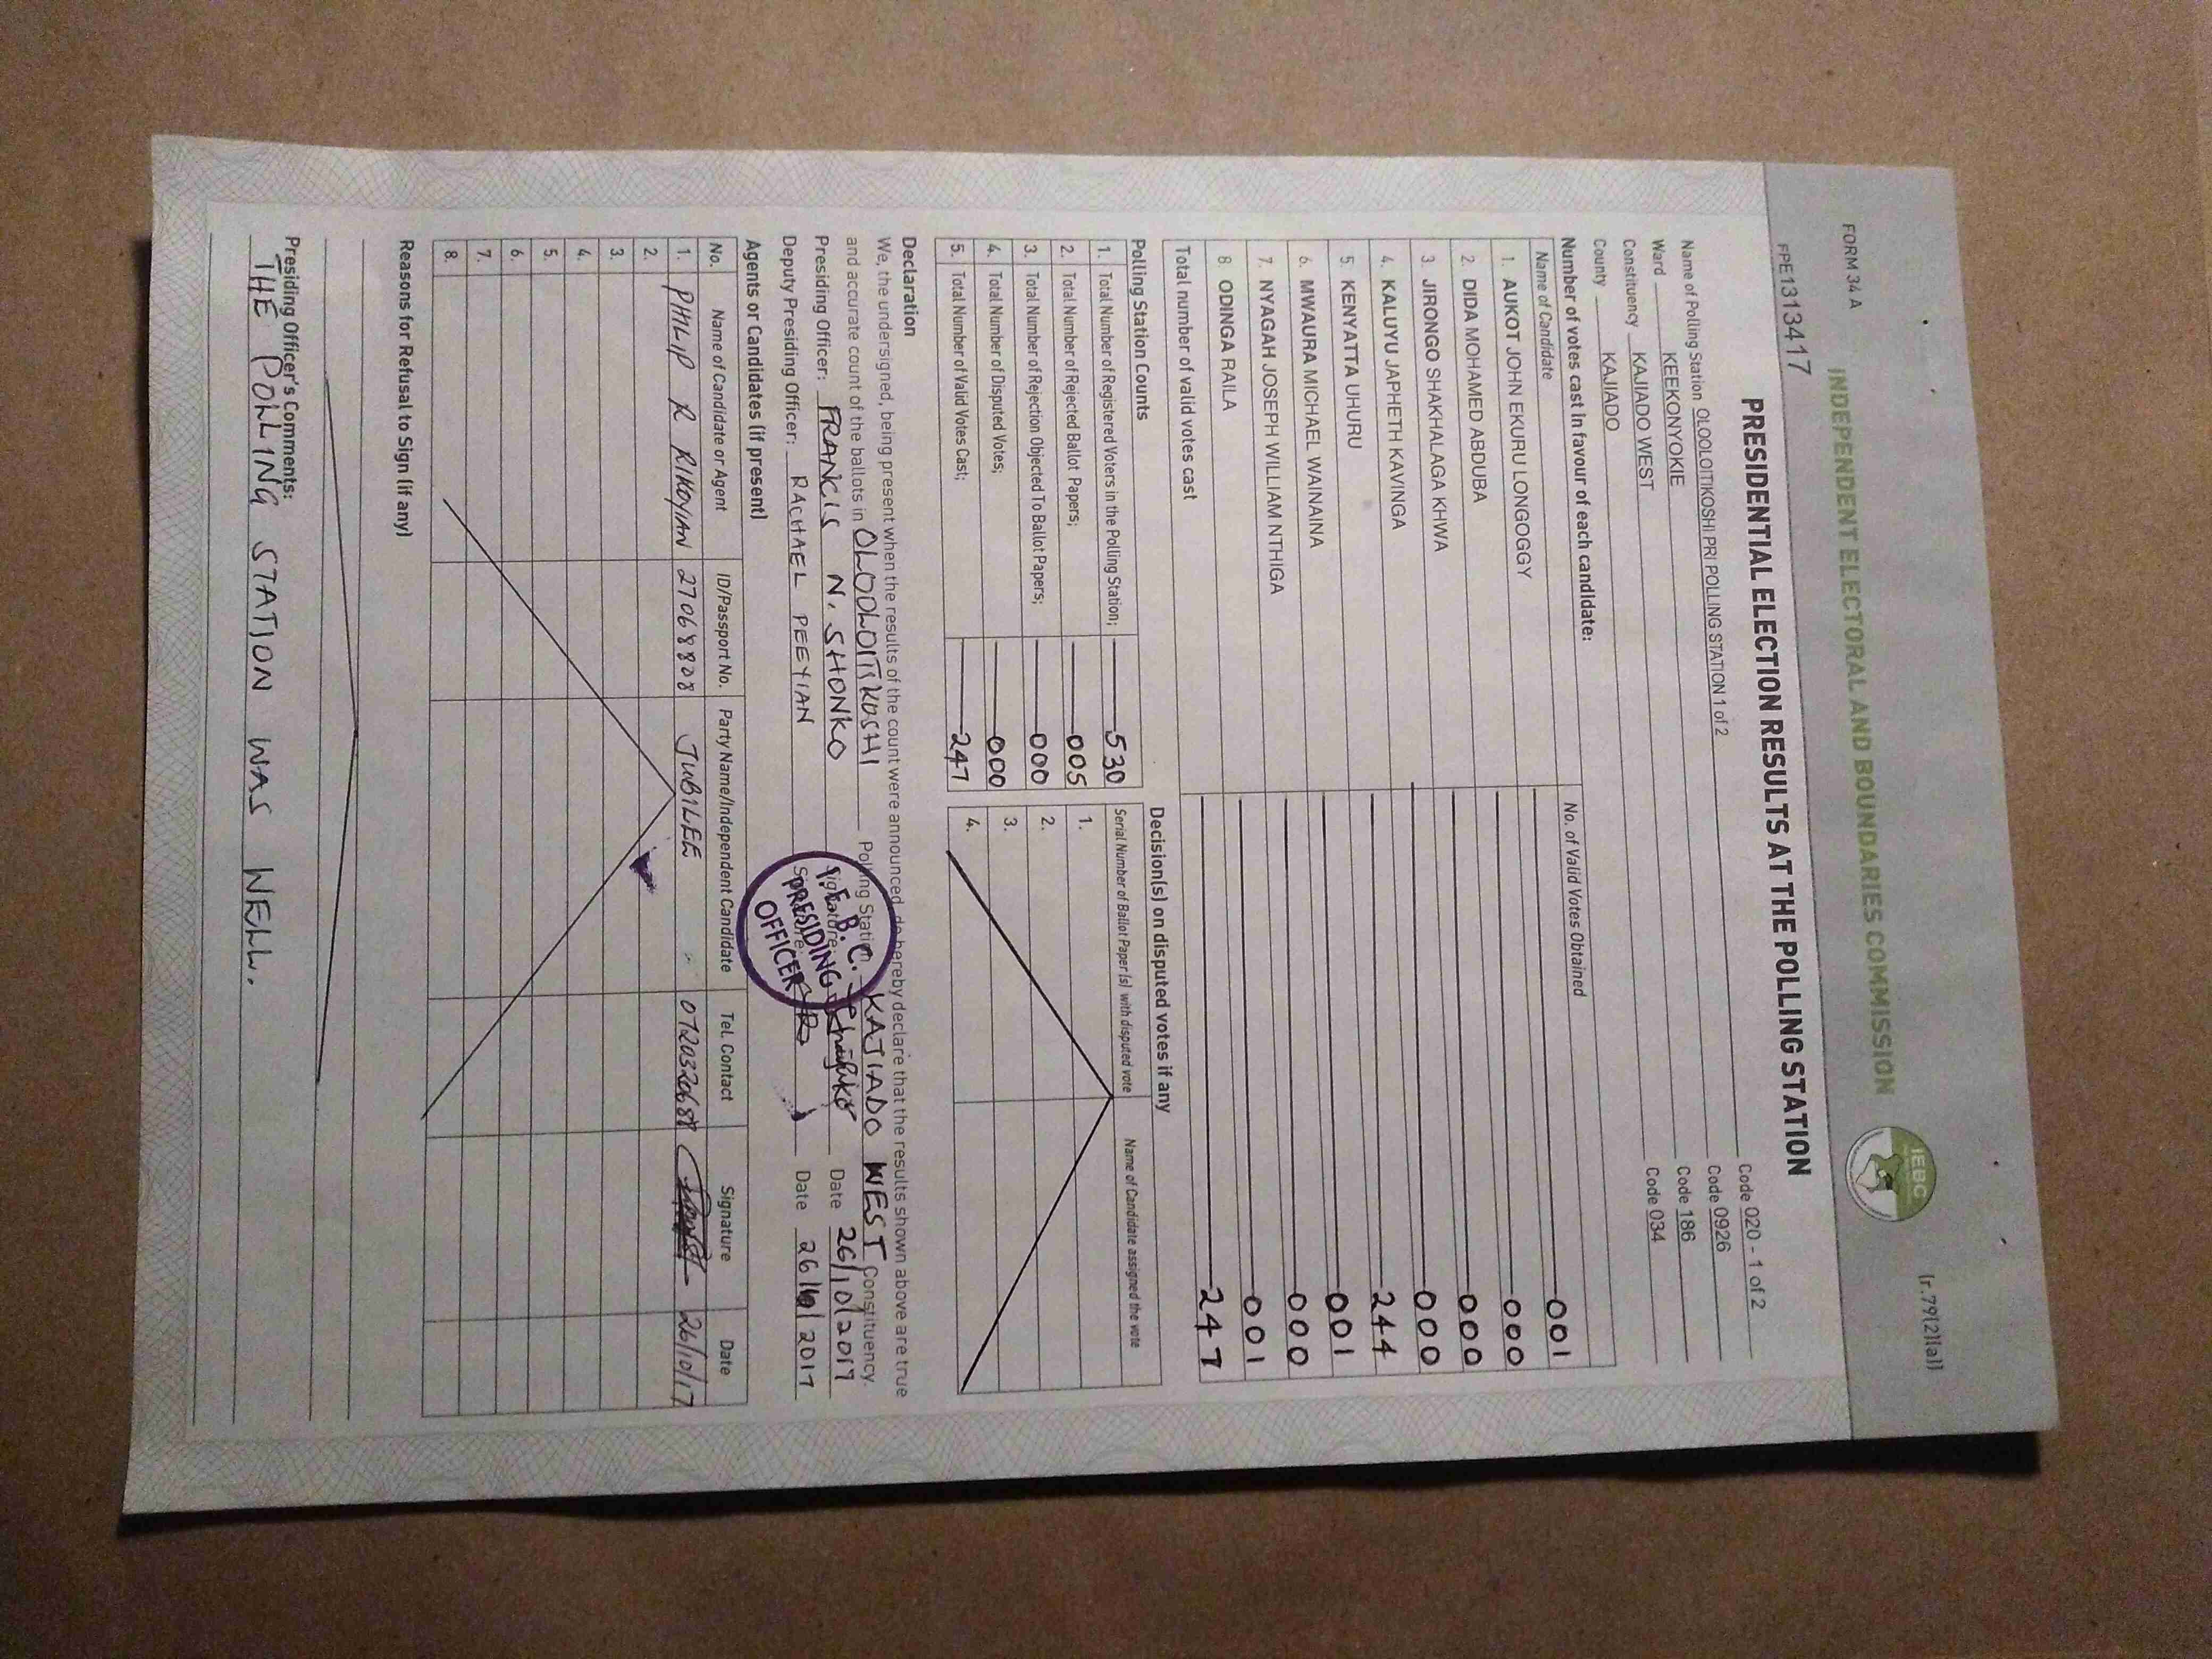 FORM 34 A
(r.79(2)(a))
INDEPENDENT ELECTORAL AND BOUNDARIES COMMISSION
IEBC
PPE1313417
PRESIDENTIAL ELECTION RESULTS AT THE POLLING STATION
Name of Polling Station OLOOLOITIKOSHI PRI POLLING STATION 1 of 2 Code 020 - 1 of 2
Ward KEEKONYOKIE Code 0926
Constituency KAJIADO WEST Code 186
County KAJIADO Code 034
Number of votes cast in favour of each candidate:
Name of Candidate No. of Valid Votes Obtained
1. AUKOT JOHN EKURU LONGOGGY 001
2. DIDA MOHAMED ABDUBA 000
3. JIRONGO SHAKHALAGA KHWA 000
4. KALUYU JAPHETH KAVINGA 000
5. KENYATTA UHURU 244
6. MWAURA MICHAEL WAINAINA 001
7. NYAGAH JOSEPH WILLIAM NTHIGA 000
8. ODINGA RAILA 001
Total number of valid votes cast 247
Polling Station Counts
1. Total Number of Registered Voters in the Polling Station; 530
2. Total Number of Rejected Ballot Papers; 005
3. Total Number of Rejection Objected To Ballot Papers; 000
4. Total Number of Disputed Votes; 000
5. Total Number of Valid Votes Cast; 247
Decision(s) on disputed votes if any
Serial Number of Ballot Paper (s) with disputed vote Name of Candidate assigned the vote
1.
2.
3.
4.
Declaration
We, the undersigned, being present when the results of the count were announced, do hereby declare that the results shown above are true
and accurate count of the ballots in OLOOLOITIKOSHI Polling Station KAJIADO WEST Constituency.
Presiding Officer: FRANCIS N. SHONKO Signature Date 26/10/2017
Deputy Presiding Officer: RACHAEL PEEYIAN Signature Date 26/10/2017
I.E.B.C.
PRESIDING
OFFICER
Agents or Candidates (if present)
No. Name of Candidate or Agent ID/Passport No. Party Name/Independent Candidate Tel. Contact Signature Date
1. PHILIP R RIKOYIAN 27068828 JUBILEE 0720320688 26/10/17
2.
3.
4.
5.
6.
7.
8.
Reasons for Refusal to Sign (if any)
Presiding Officer's Comments:
THE POLLING STATION WAS WELL.